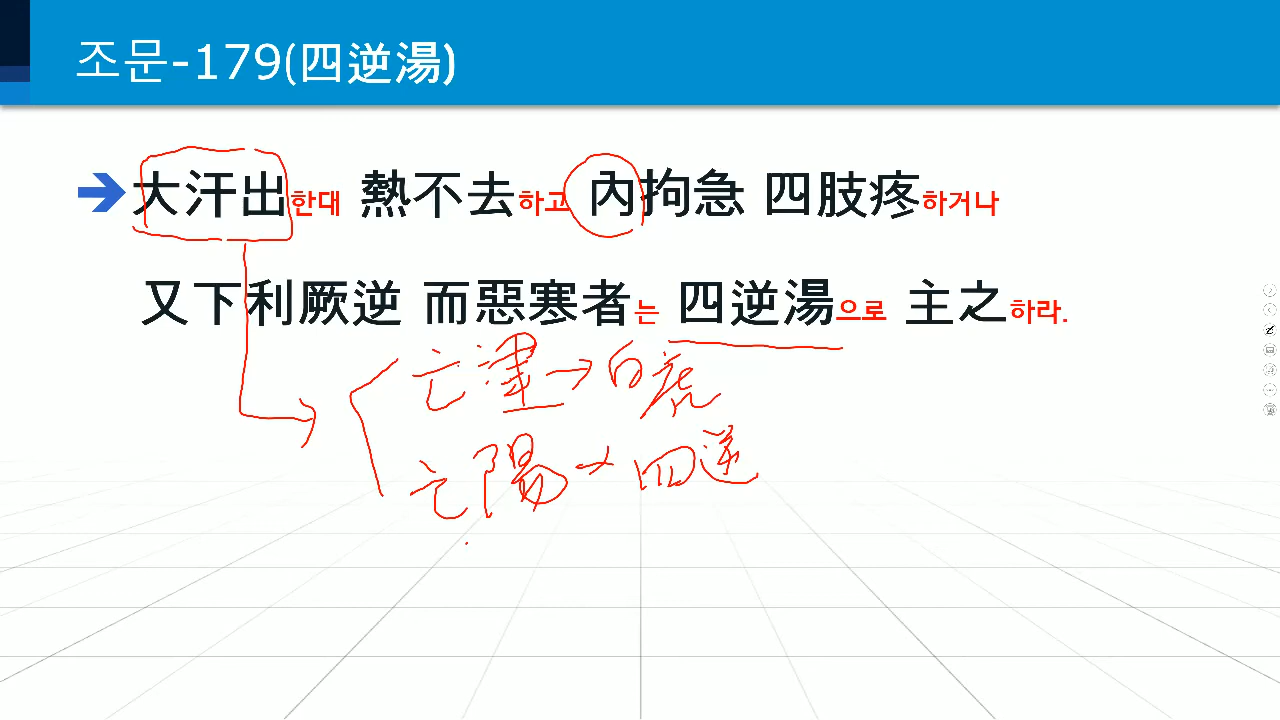 조문-179(四逆湯)
大汗出한대 熱不去하고 內拘急 四肢疼하거나
又下利厥逆 而惡寒者는 四逆湯으로 主之하라.
亡津→白虎
亡陽→四逆